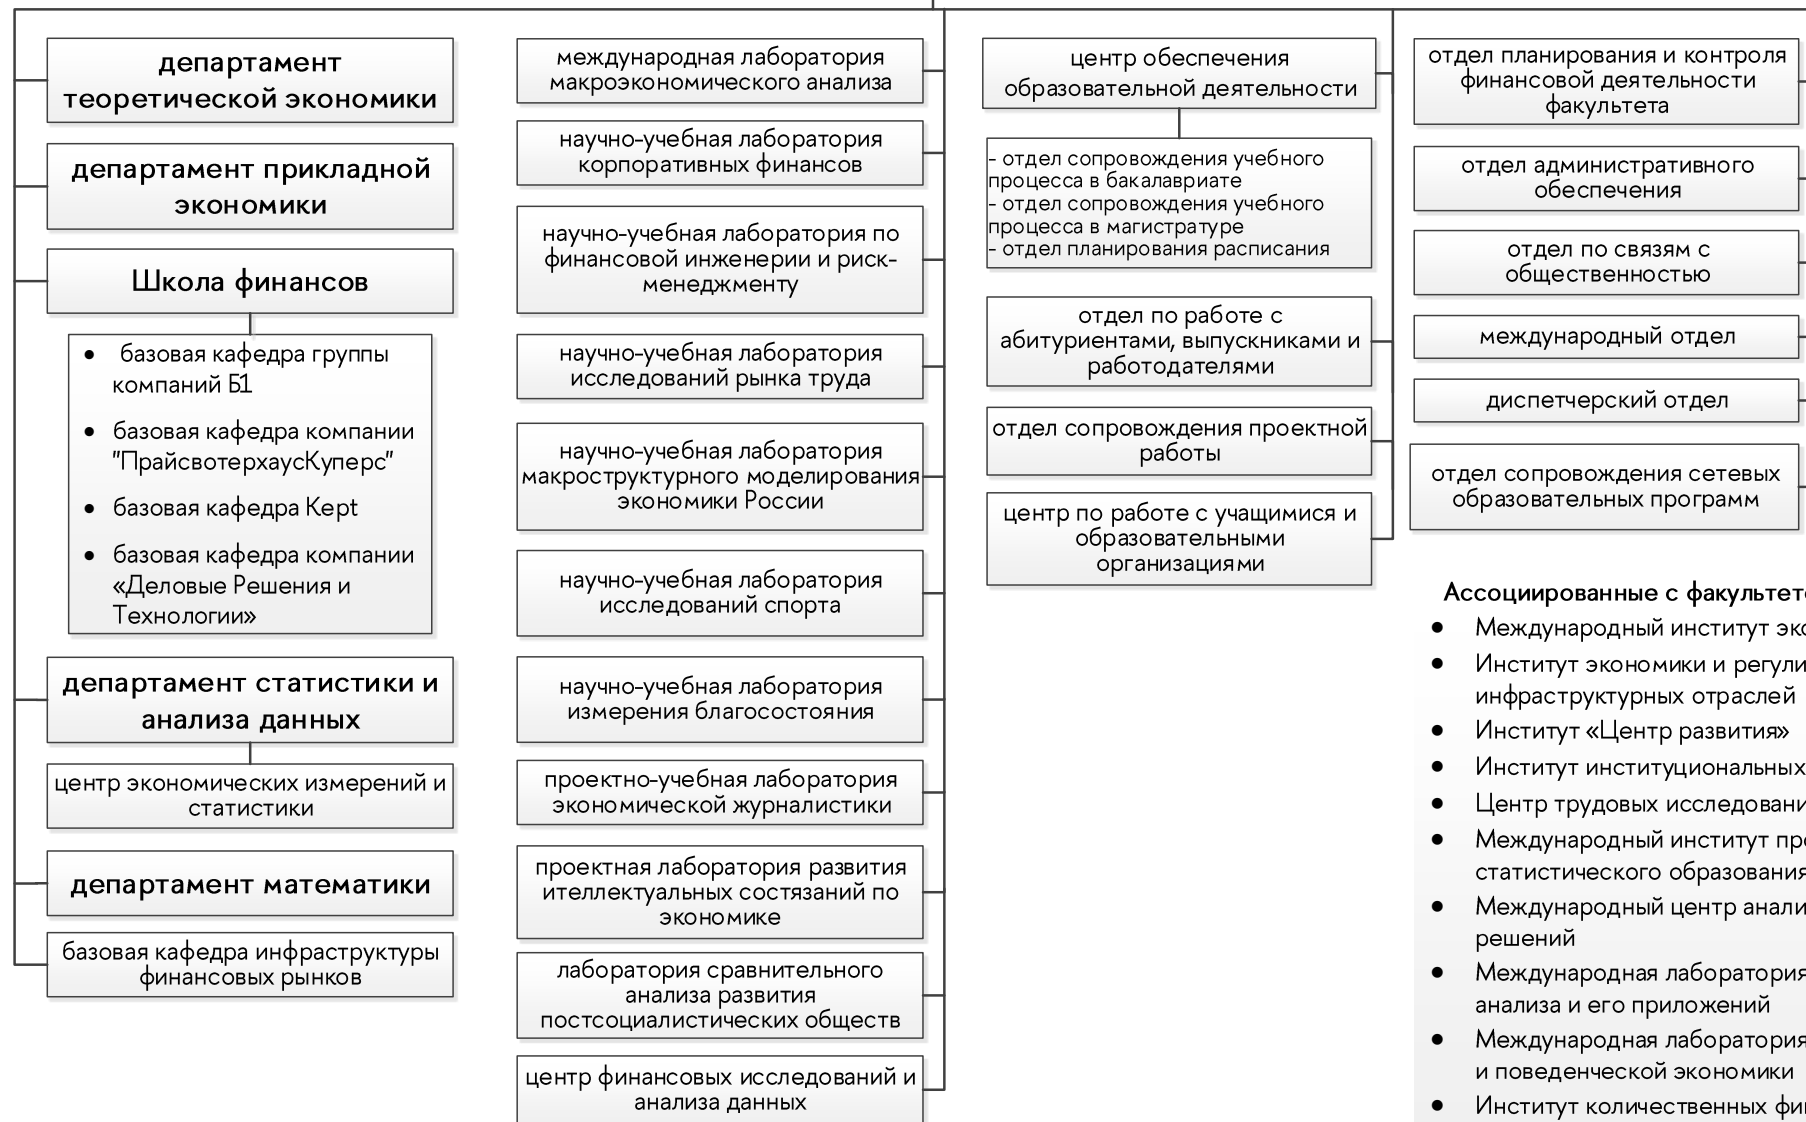 департамент
теоретической экономики
департамент прикладной
экономики
Школа финансов
● базовая кафедра группы
компаний Б1
● базовая кафедра компании
"ПрайсвотерхаусКуперс"
● базовая кафедра Kept
● базовая кафедра компании
«Деловые Решения и
Технологии»
департамент статистики и
анализа данных
центр экономических измерений и
статистики
департамент математики
базовая кафедра инфраструктуры
финансовых рынков
международная лаборатория
макроэкономического анализа
научно-учебная лаборатория
корпоративных финансов
научно-учебная лаборатория по
финансовой инженерии и риск-
менеджменту
научно-учебная лаборатория
исследований рынка труда
научно-учебная лаборатория
макроструктурного моделирования
экономики России
научно-учебная лаборатория
исследований спорта
научно-учебная лаборатория
измерения благосостояния
проектно-учебная лаборатория
экономической журналистики
проектная лаборатория развития
ителлектуальных состязаний по
экономике
лаборатория сравнительного
анализа развития
постсоциалистических обществ
центр финансовых исследований и
анализа данных
центр обеспечения
образовательной деятельности
- отдел сопровождения учебного
процесса в бакалавриате
- отдел сопровождения учебного
процесса в магистратуре
- отдел планирования расписания
отдел по работе с
абитуриентами, выпускниками и
работодателями
отдел сопровождения проектной
работы
центр по работе с учащимися и
образовательными
организациями
отдел планирования и контроля
финансовой деятельности
факультета
отдел административного
обеспечения
отдел по связям с
общественностью
международный отдел
диспетчерский отдел
отдел сопровождения сетевых
образовательных программ
Ассоциированные с
● Международный институт
● Институт экономики и
инфраструктурных отраслей
● Институт «Центр развития»
● Институт институциональных
● Центр трудовых
● Международный институт
статистического образования
● Международный центр
решений
● Международная лаборатория
анализа и его приложений
● Международная лаборатория
и поведенческой экономики
● Институт количественных